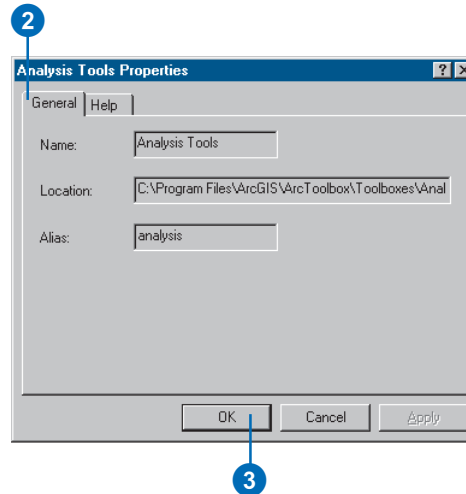 2
Analysis Tools Properties
General Help
Name: Analysis Tools
Location: C:\Program Files\ArcGIS\ArcToolbox\Toolboxes\Anal
Alias: analysis
OK Cancel Apply
3